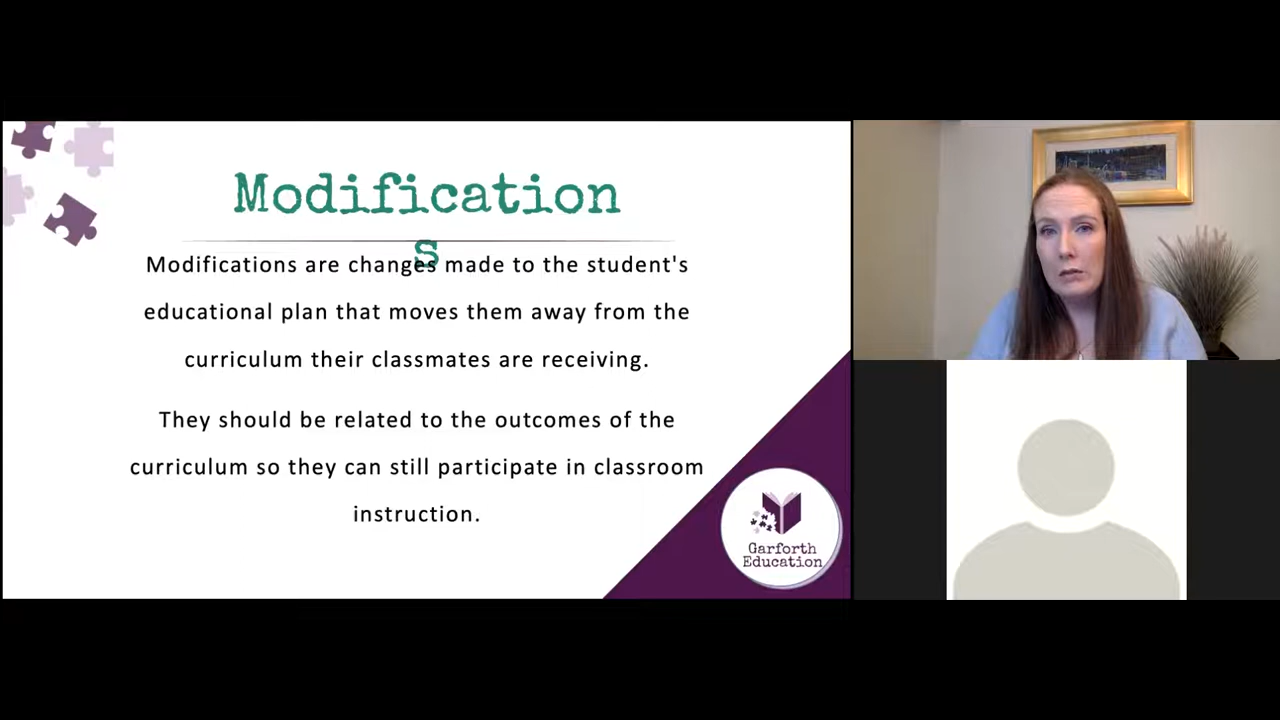 Modification
s
Modifications are changes made to the student's
educational plan that moves them away from the
curriculum their classmates are receiving.
They should be related to the outcomes of the
curriculum so they can still participate in classroom
instruction.
Garforth
Education